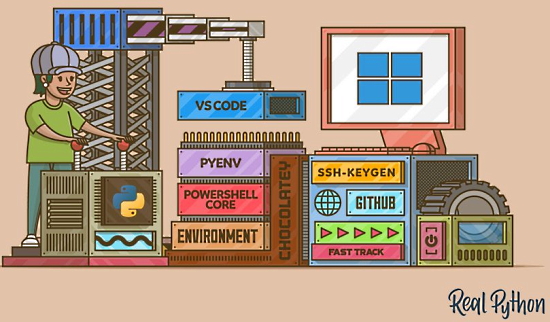 VS CODE
PYENV
POWERSHELL
CORE
ENVIRONMENT
CHOCOLATEY
SSH-KEYGEN
GITHUB
FAST TRACK
Real Python